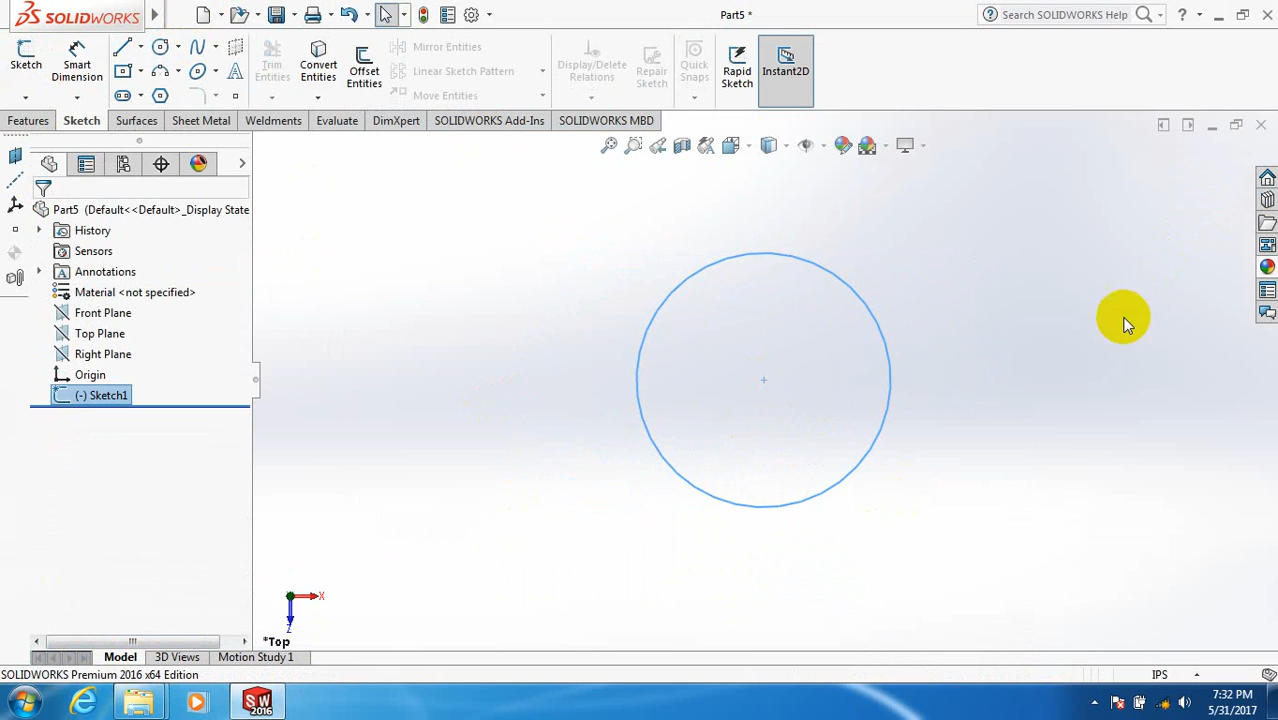 SOLIDWORKS
Part5 *
Search SOLIDWORKS Help
Sketch
Smart Dimension
Trim Entities
Convert Entities
Offset Entities
Mirror Entities
Linear Sketch Pattern
Move Entities
Display/Delete Relations
Repair Sketch
Quick Snaps
Rapid Sketch
Instant2D
Features
Sketch
Surfaces
Sheet Metal
Weldments
Evaluate
DimXpert
SOLIDWORKS Add-Ins
SOLIDWORKS MBD
Part5 (Default<<Default>_Display State
History
Sensors
Annotations
Material <not specified>
Front Plane
Top Plane
Right Plane
Origin
(-) Sketch1
X
Z
*Top
Model
3D Views
Motion Study 1
SOLIDWORKS Premium 2016 x64 Edition
IPS
SW
2016
7:32 PM
5/31/2017